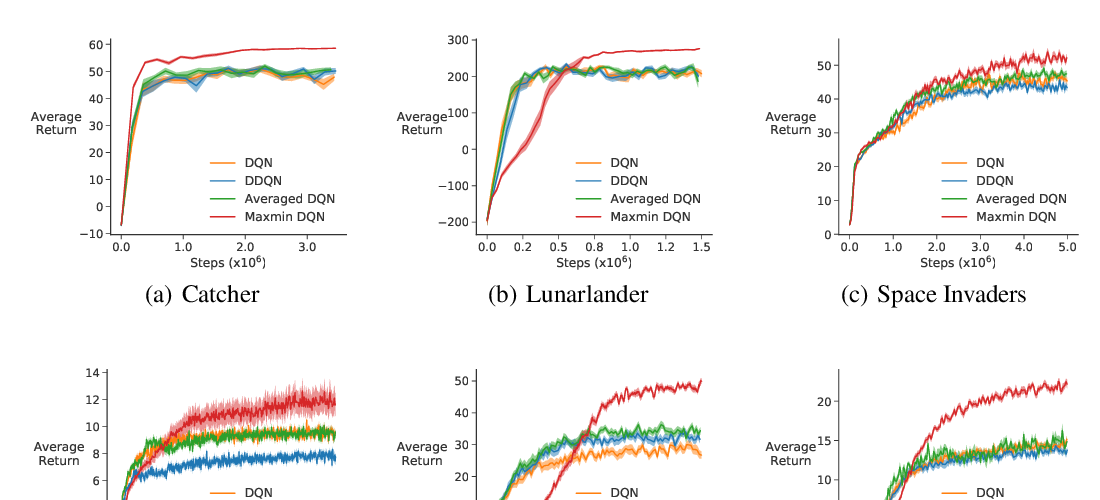 60
50
40
30
20
10
0
−10
Average
Return
DQN
DDQN
Averaged DQN
Maxmin DQN
0.0 1.0 2.0 3.0
Steps (x10⁶)
(a) Catcher
300
200
100
0
−100
−200
Average
Return
DQN
DDQN
Averaged DQN
Maxmin DQN
0.0 0.2 0.5 0.8 1.0 1.2 1.5
Steps (x10⁶)
(b) Lunarlander
50
40
30
20
10
0
Average
Return
DQN
DDQN
Averaged DQN
Maxmin DQN
0.0 1.0 2.0 3.0 4.0 5.0
Steps (x10⁶)
(c) Space Invaders
14
12
10
8
6
Average
Return
DQN
50
40
30
20
Average
Return
DQN
20
15
10
Average
Return
DQN